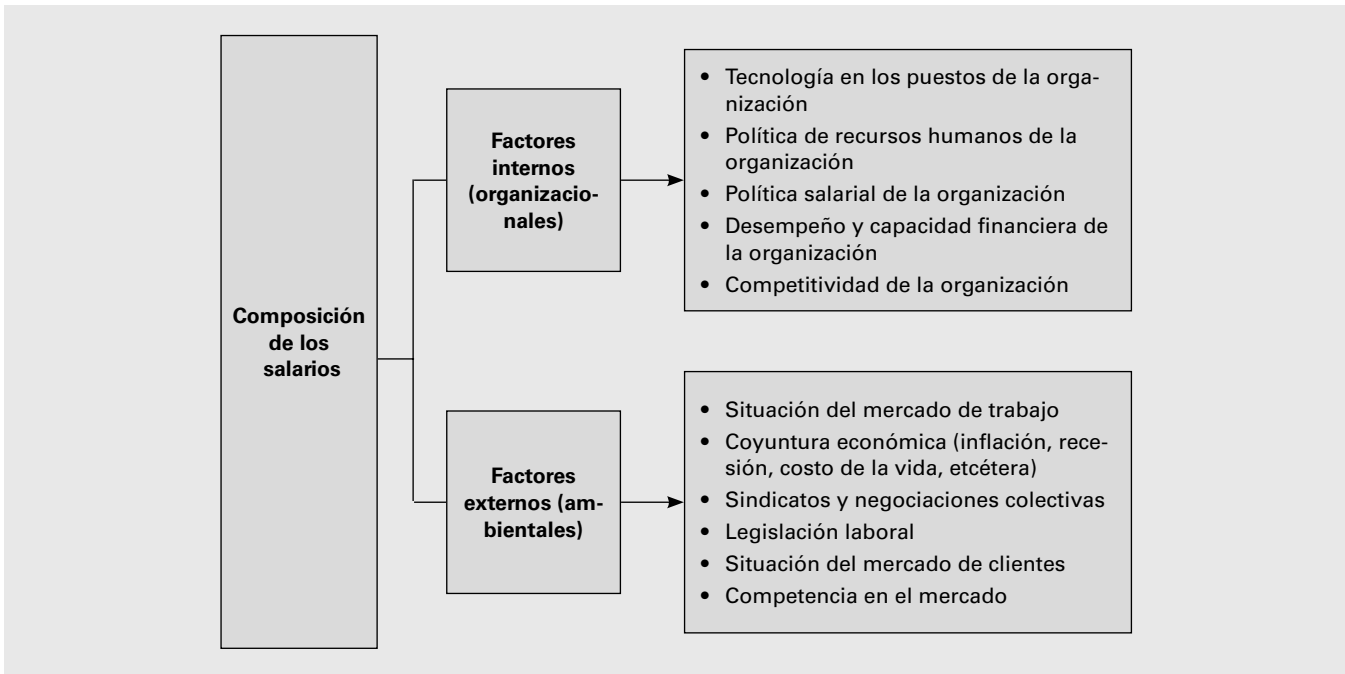 Composición
de los
salarios
Factores
internos
(organizacio-
nales)
• Tecnología en los puestos de la orga-
nización
• Política de recursos humanos de la
organización
• Política salarial de la organización
• Desempeño y capacidad financiera de
la organización
• Competitividad de la organización
Factores
externos (am-
bientales)
• Situación del mercado de trabajo
• Coyuntura económica (inflación, rece-
sión, costo de la vida, etcétera)
• Sindicatos y negociaciones colectivas
• Legislación laboral
• Situación del mercado de clientes
• Competencia en el mercado